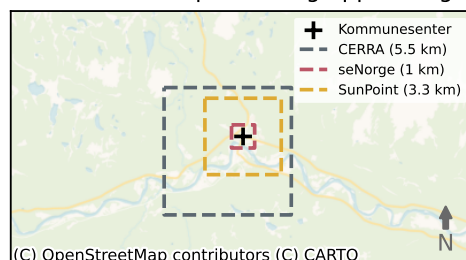 Kommunesenter
CERRA (5.5 km)
seNorge (1 km)
SunPoint (3.3 km)
N
(C) OpenStreetMap contributors (C) CARTO